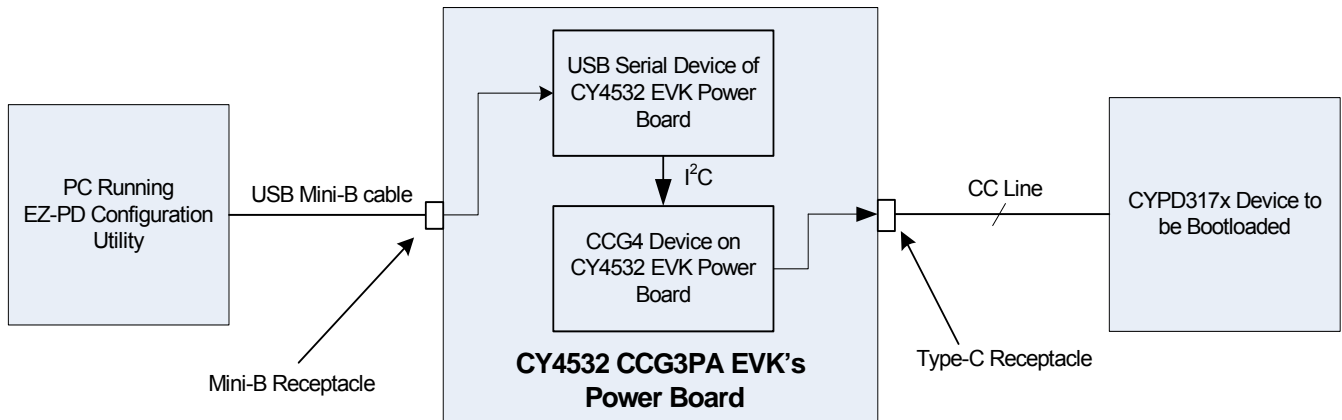 PC Running
EZ-PD Configuration
Utility
USB Mini-B cable
Mini-B Receptacle
USB Serial Device of
CY4532 EVK Power
Board
I²C
CCG4 Device on
CY4532 EVK Power
Board
CY4532 CCG3PA EVK's
Power Board
CC Line
Type-C Receptacle
CYPD317x Device to
be Bootloaded